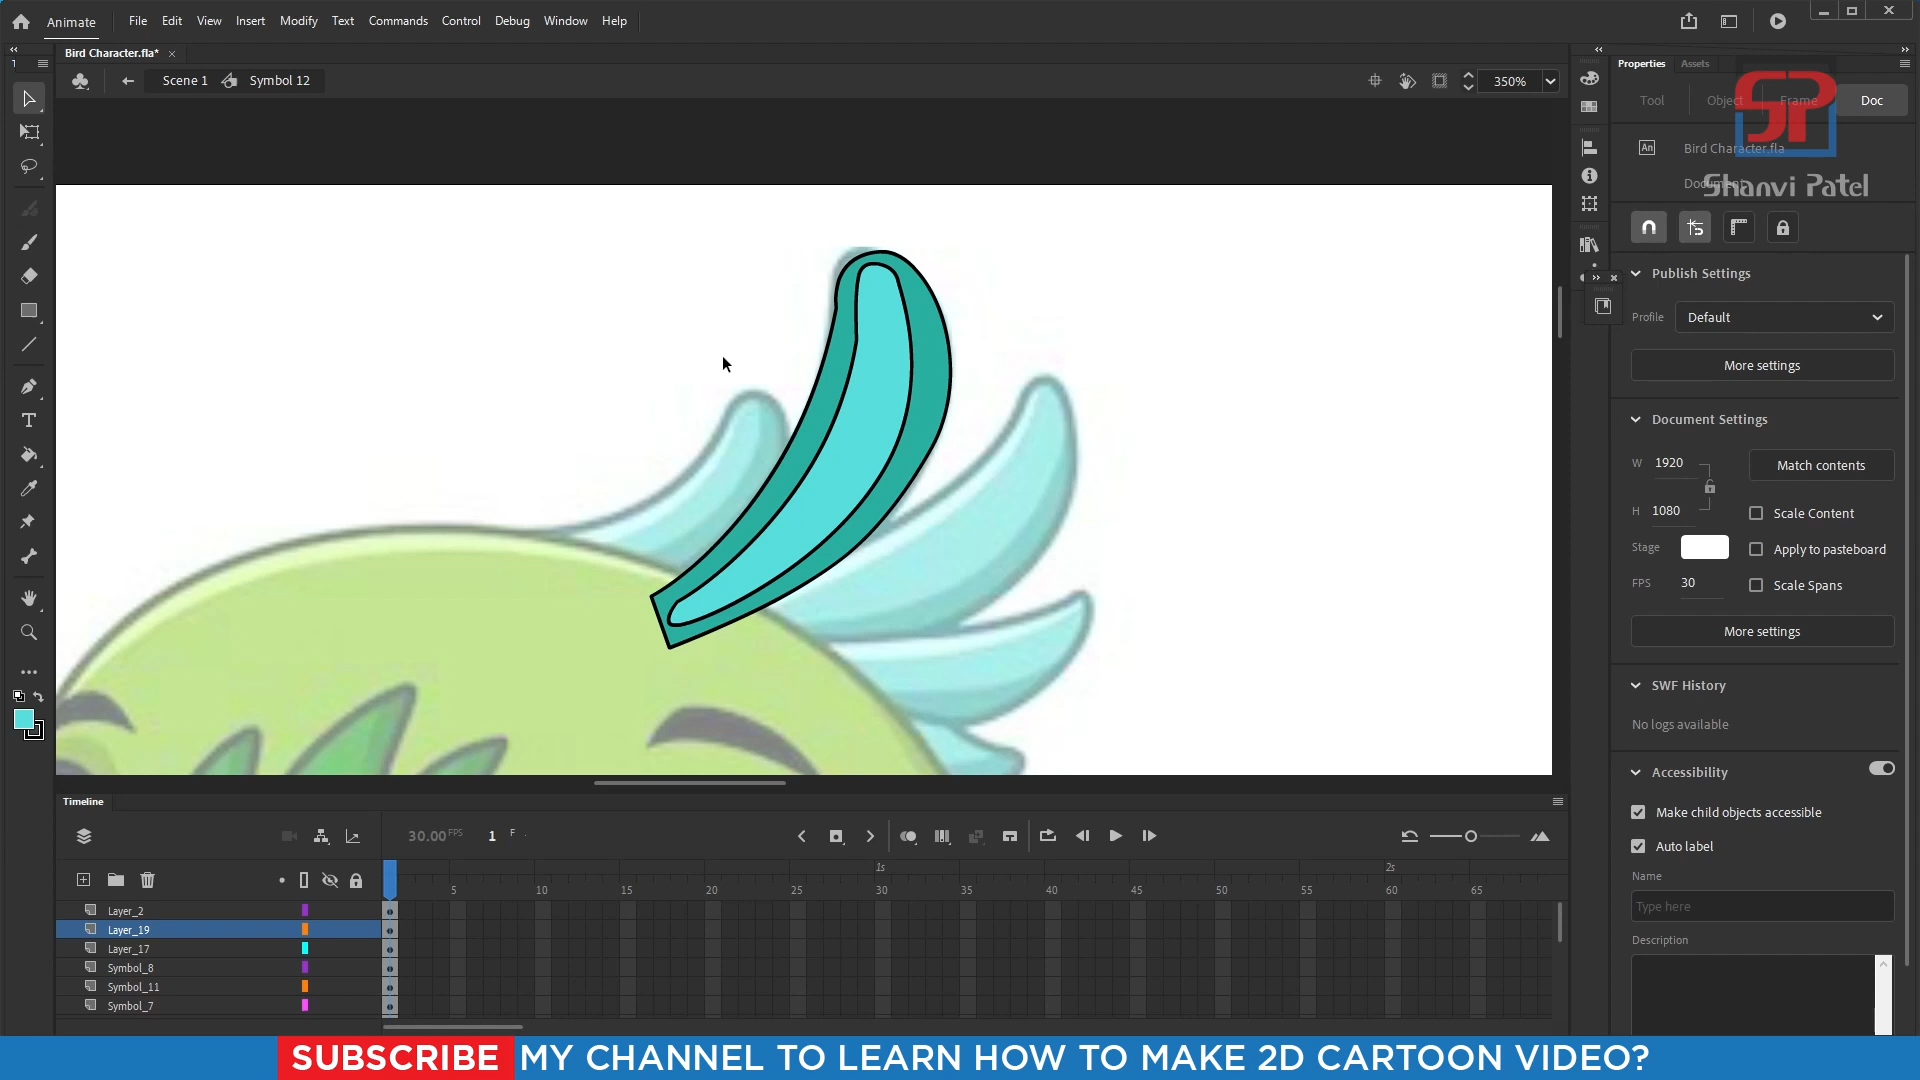 Animate File Edit View Insert Modify Text Commands Control Debug Window Help
Bird Character.fla*
Scene 1 Symbol 12 350%
Properties Assets
Tool Object Frame Doc
SP
An Bird Character.fla
Document
Shanvi Patel
Publish Settings
Profile Default
More settings
Document Settings
W 1920 Match contents
H 1080 Scale Content
Stage Apply to pasteboard
FPS 30 Scale Spans
More settings
SWF History
No logs available
Accessibility
Make child objects accessible
Auto label
Name
Type here
Description
Timeline
30.00 FPS 1 F
1s 2s
5 10 15 20 25 30 35 40 45 50 55 60 65
Layer_2
Layer_19
Layer_17
Symbol_8
Symbol_11
Symbol_7
SUBSCRIBE MY CHANNEL TO LEARN HOW TO MAKE 2D CARTOON VIDEO?